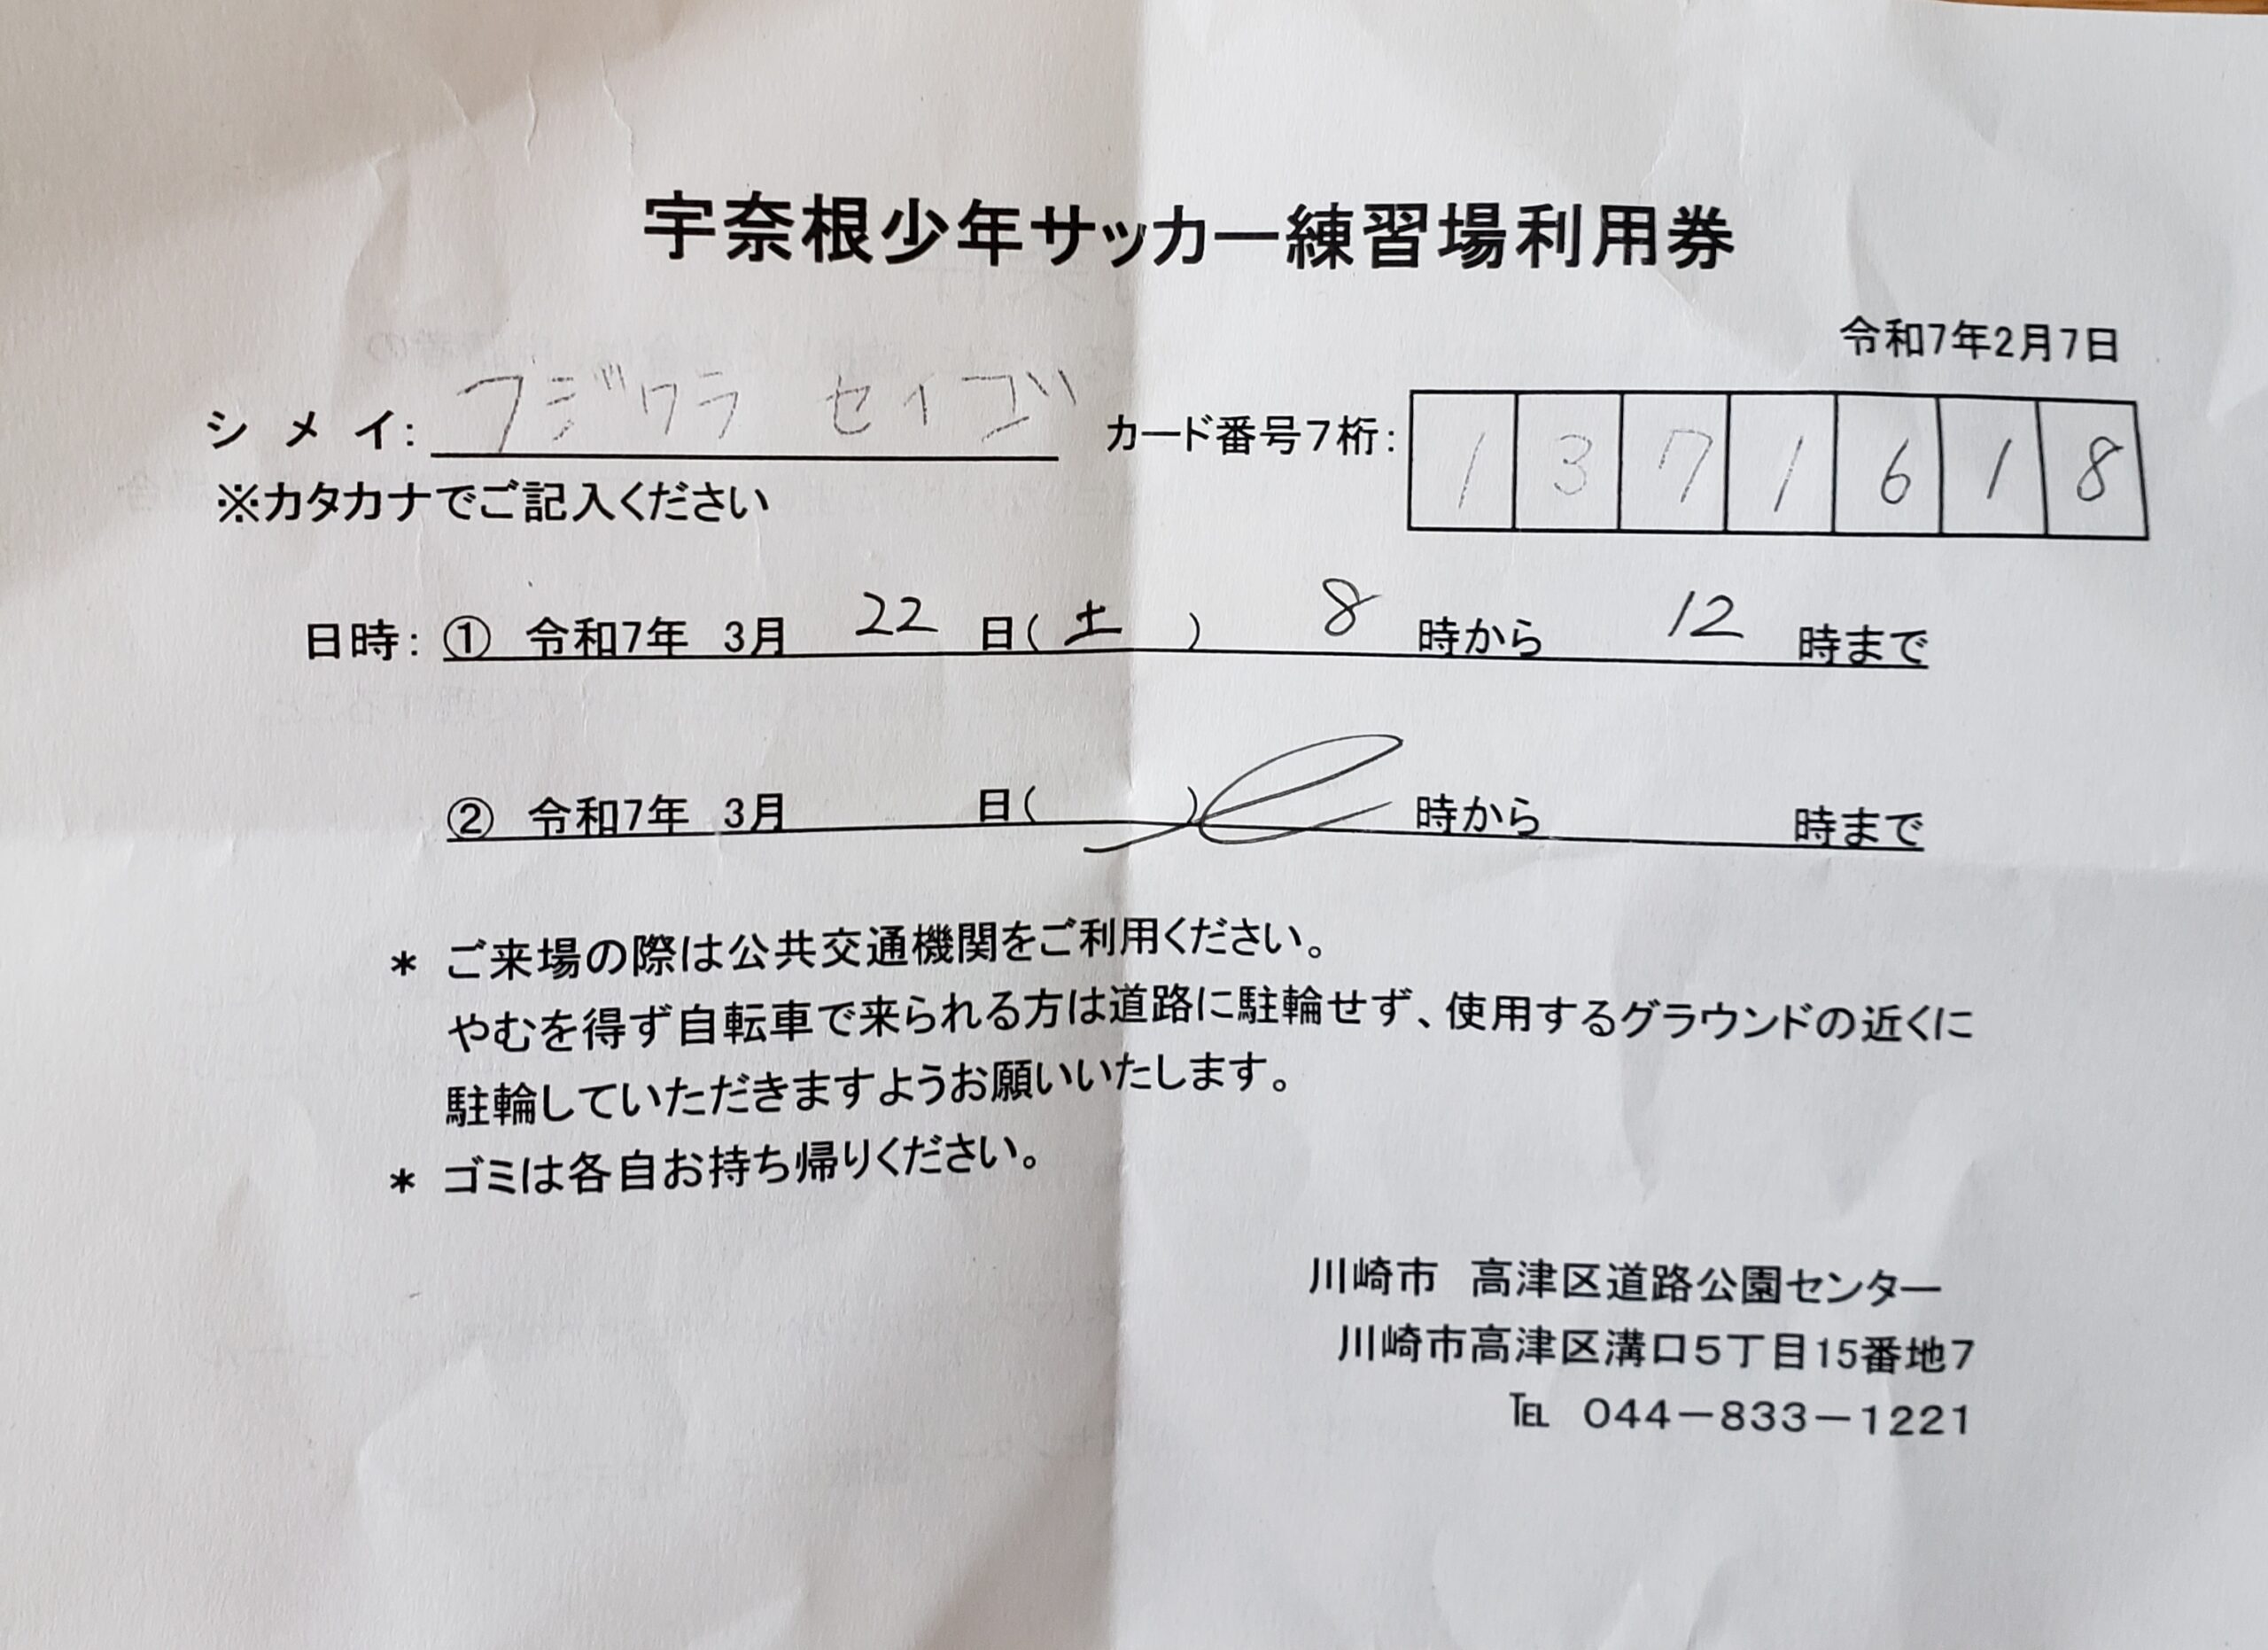 宇奈根少年サッカー練習場利用券
令和7年2月7日
シメイ: フジワラ セイゴ カード番号7桁: 1 3 7 1 6 1 8
※カタカナでご記入ください
日時: ① 令和7年 3月 22 日( 土 ) 8 時から 12 時まで
② 令和7年 3月 日( ) 時から 時まで
* ご来場の際は公共交通機関をご利用ください。
やむを得ず自転車で来られる方は道路に駐輪せず、使用するグラウンドの近くに
駐輪していただきますようお願いいたします。
* ゴミは各自お持ち帰りください。
川崎市 高津区道路公園センター
川崎市高津区溝口5丁目15番地7
℡ 044-833-1221